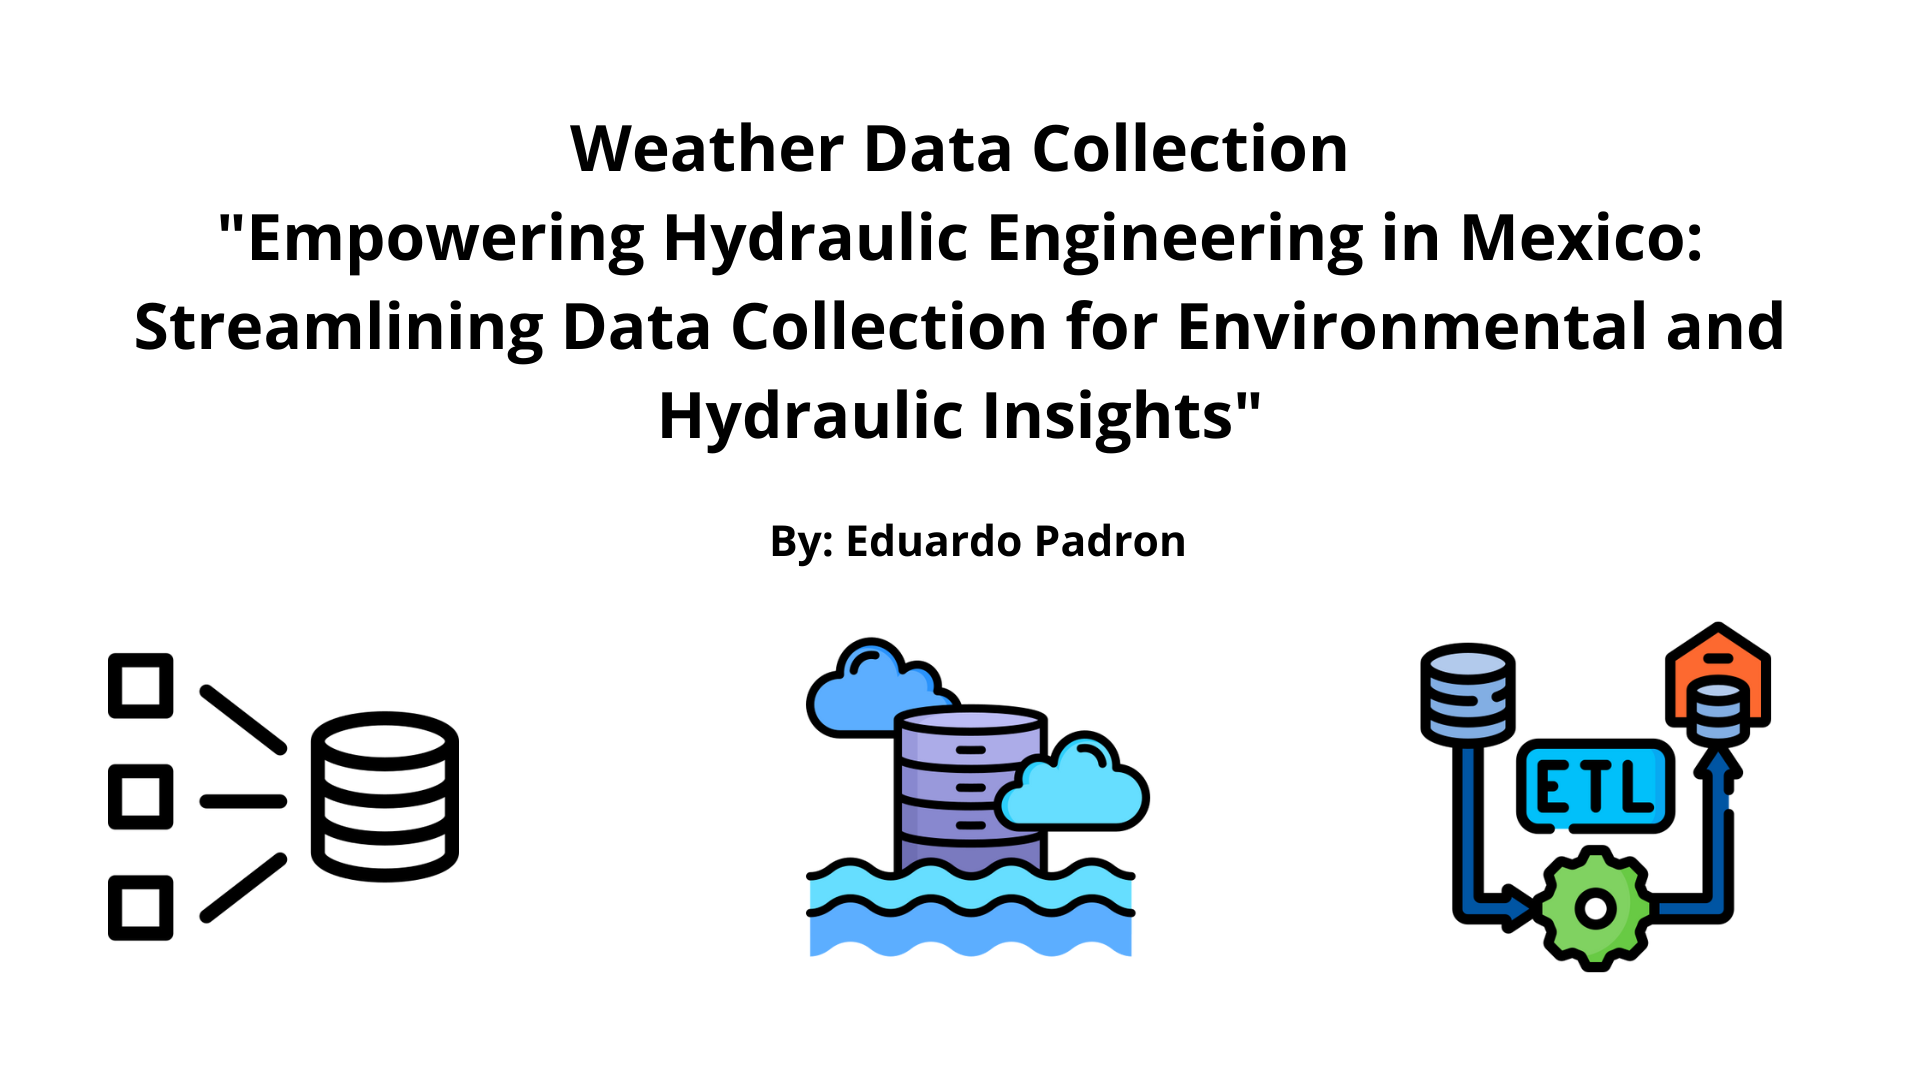 Weather Data Collection
"Empowering Hydraulic Engineering in Mexico:
Streamlining Data Collection for Environmental and
Hydraulic Insights"
By: Eduardo Padron
ETL